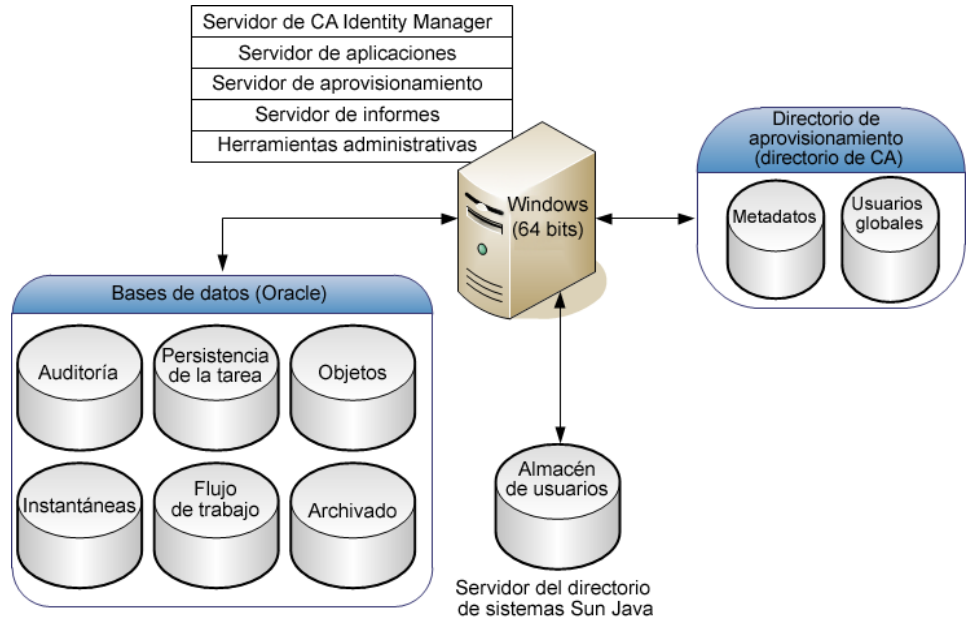 Servidor de CA Identity Manager
Servidor de aplicaciones
Servidor de aprovisionamiento
Servidor de informes
Herramientas administrativas
Windows
(64 bits)
Directorio de
aprovisionamiento
(directorio de CA)
Metadatos
Usuarios
globales
Bases de datos (Oracle)
Auditoría
Persistencia
de la tarea
Objetos
Instantáneas
Flujo
de trabajo
Archivado
Almacén
de usuarios
Servidor del directorio
de sistemas Sun Java